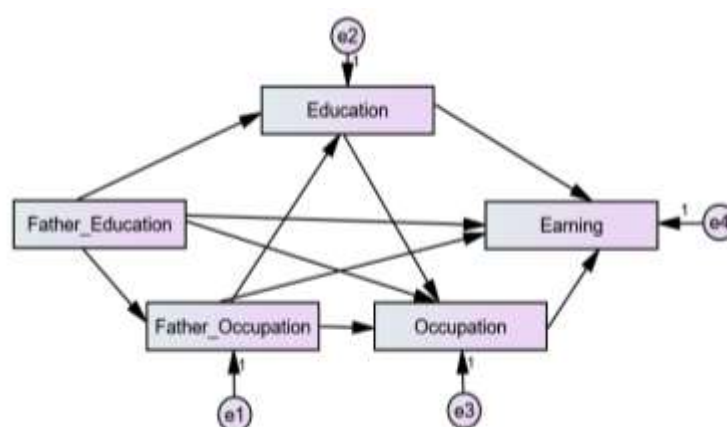 e2
1
Education
Father_Education
Earning
1
e4
Father_Occupation
Occupation
1
1
e1
e3